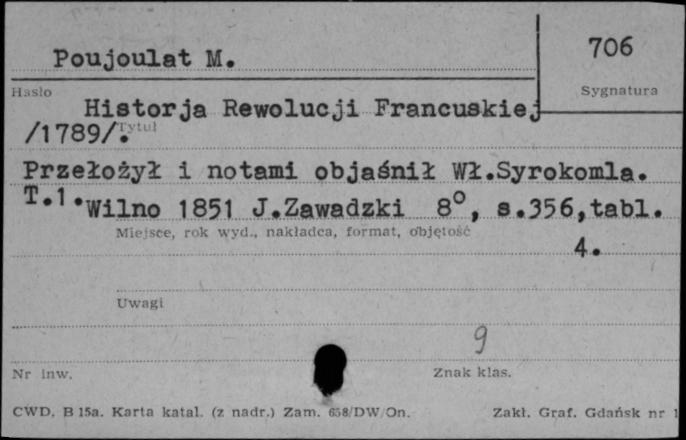 Poujoulat M.
706
Hasło
Sygnatura
Historja Rewolucji Francuskiej
/1789/.
Tytuł
Przełożył i notami objaśnił Wł.Syrokomla.
T.1.Wilno 1851 J.Zawadzki 8°, s.356,tabl.
Miejsce, rok wyd., nakładca, format, objętość
4.
Uwagi
9
Nr inw.
Znak klas.
CWD. B 15a. Karta katal. (z nadr.) Zam. 658/DW/On.
Zakł. Graf. Gdańsk nr 1